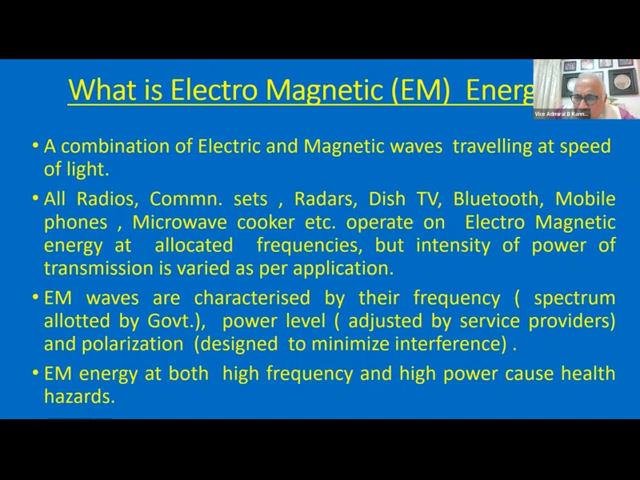 What is Electro Magnetic (EM) Energ
• A combination of Electric and Magnetic waves travelling at speed
of light.
• All Radios, Commn. sets , Radars, Dish TV, Bluetooth, Mobile
phones , Microwave cooker etc. operate on Electro Magnetic
energy at allocated frequencies, but intensity of power of
transmission is varied as per application.
• EM waves are characterised by their frequency ( spectrum
allotted by Govt.), power level ( adjusted by service providers)
and polarization (designed to minimize interference) .
• EM energy at both high frequency and high power cause health
hazards.
Vice Admiral B Kann...